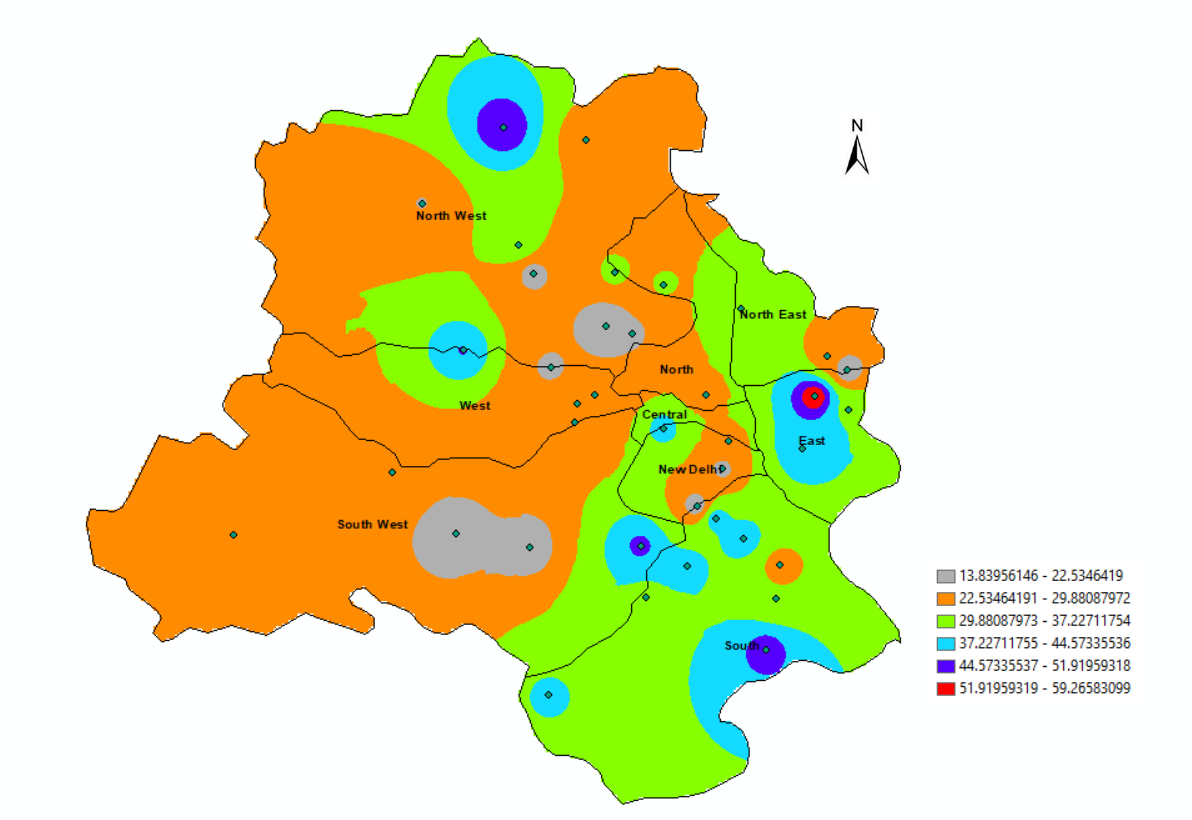 N
North West
North East
North
West
Central
East
New Delhi
South West
South
13.83956146 - 22.5346419
22.53464191 - 29.88087972
29.88087973 - 37.22711754
37.22711755 - 44.57335536
44.57335537 - 51.91959318
51.91959319 - 59.26583099